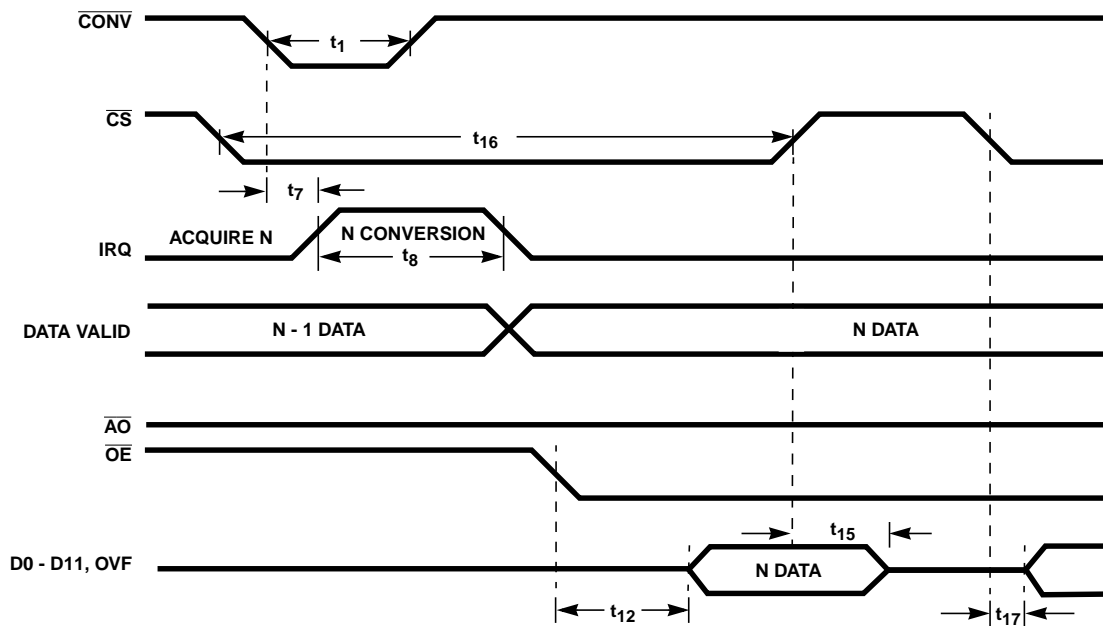 CONV
t1
CS
t16
t7
IRQ
ACQUIRE N
N CONVERSION
t8
DATA VALID
N - 1 DATA
N DATA
AO
OE
t15
D0 - D11, OVF
N DATA
t12
t17